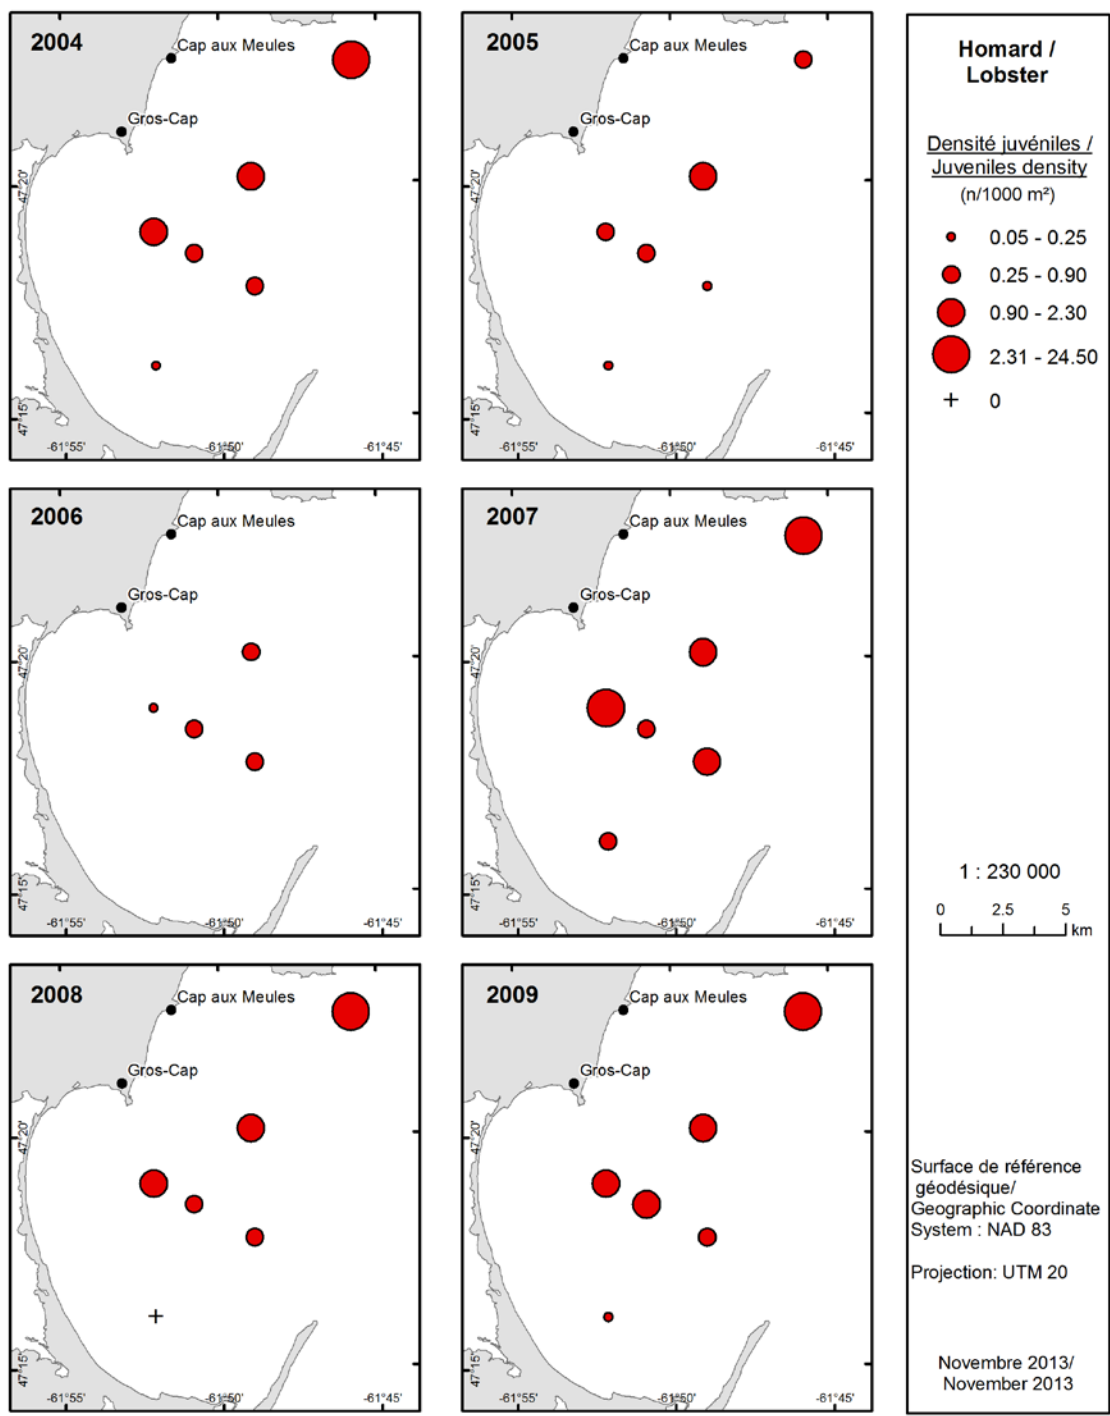 2004
Cap aux Meules
Gros-Cap
47°20'
47°15'
-61°55'
-61°50'
-61°45'
2005
Cap aux Meules
Gros-Cap
47°20'
47°15'
-61°55'
-61°50'
-61°45'
2006
Cap aux Meules
Gros-Cap
47°20'
47°15'
-61°55'
-61°50'
-61°45'
2007
Cap aux Meules
Gros-Cap
47°20'
47°15'
-61°55'
-61°50'
-61°45'
2008
Cap aux Meules
Gros-Cap
47°20'
47°15'
-61°55'
-61°50'
-61°45'
2009
Cap aux Meules
Gros-Cap
47°20'
47°15'
-61°55'
-61°50'
-61°45'
Homard /
Lobster
Densité juvéniles /
Juveniles density
(n/1000 m²)
0.05 - 0.25
0.25 - 0.90
0.90 - 2.30
2.31 - 24.50
0
1 : 230 000
0 2.5 5
km
Surface de référence
géodésique/
Geographic Coordinate
System : NAD 83
Projection: UTM 20
Novembre 2013/
November 2013